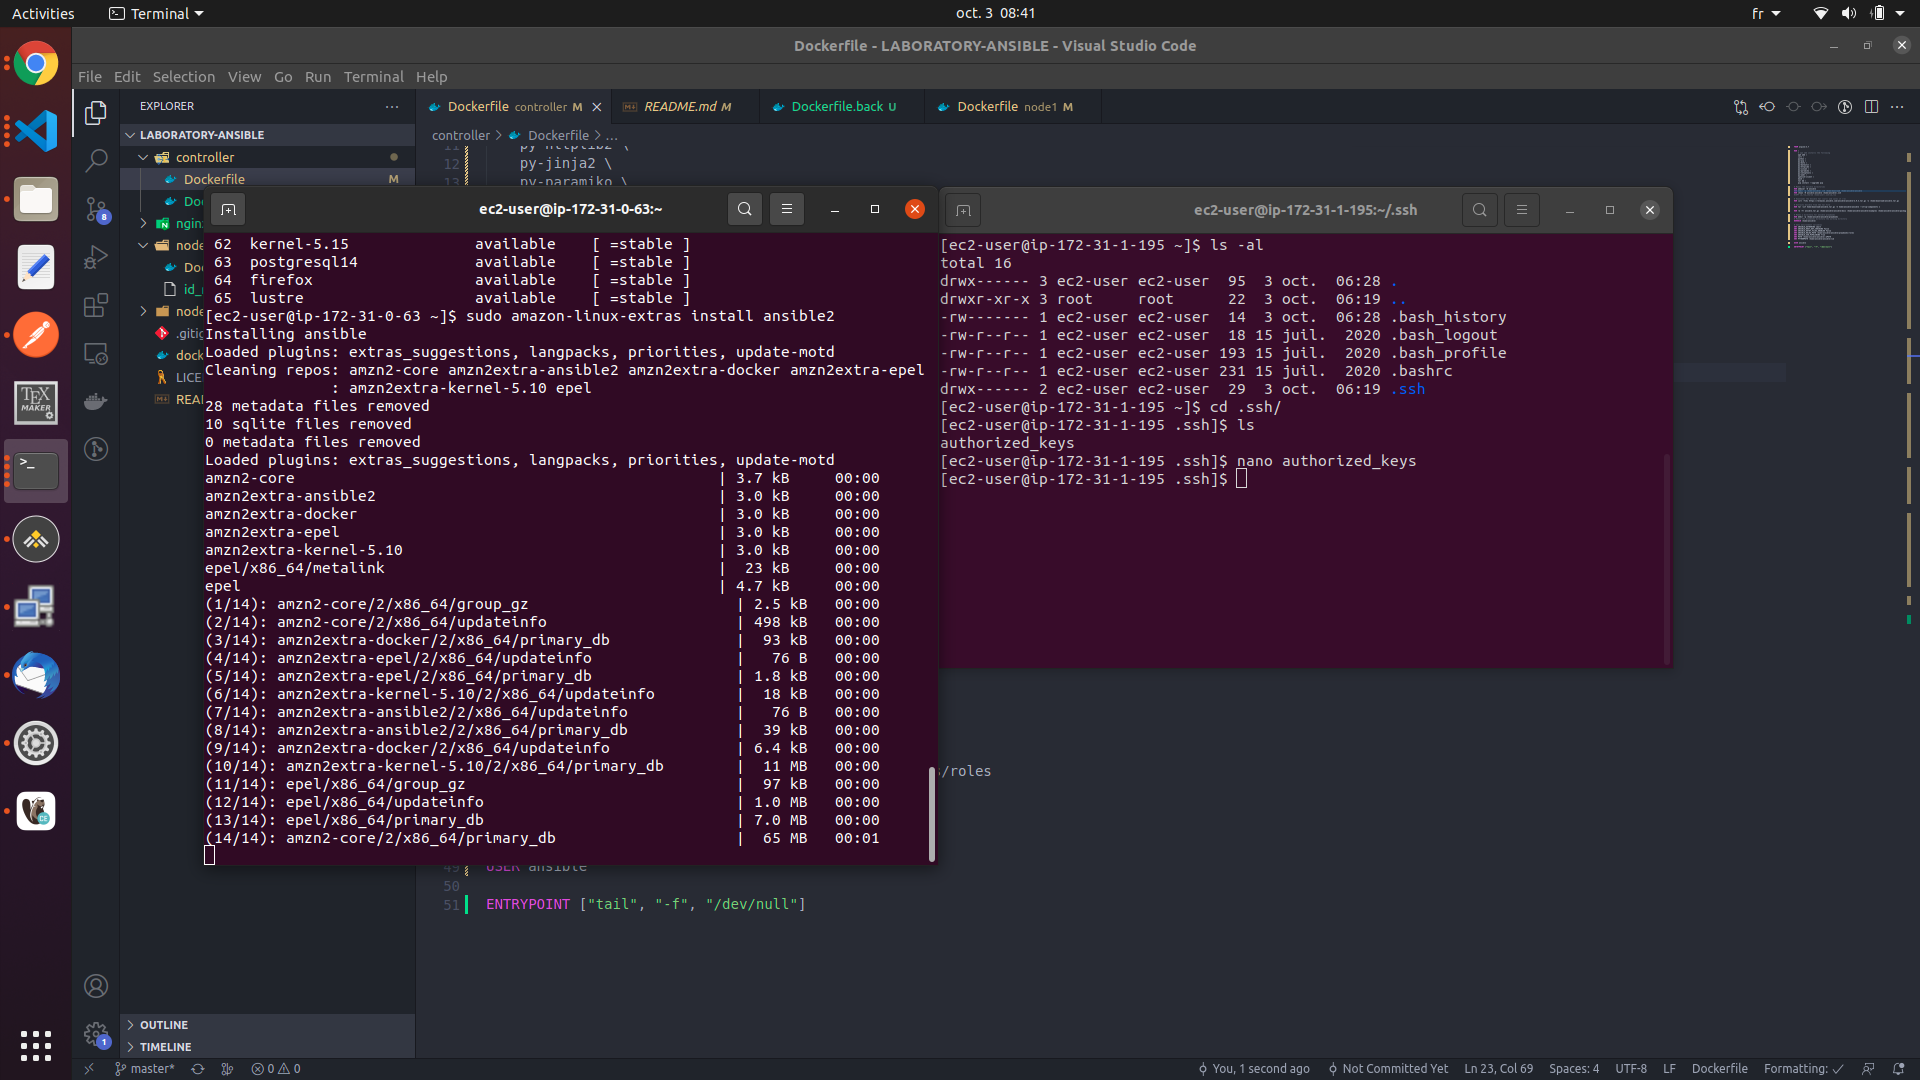 Activities
Terminal
oct. 3 08:41
fr
Dockerfile - LABORATORY-ANSIBLE - Visual Studio Code
File Edit Selection View Go Run Terminal Help
EXPLORER
Dockerfile controller M
README.md M
Dockerfile.back U
Dockerfile node1 M
LABORATORY-ANSIBLE
controller > Dockerfile > ...
controller
11 py-httplib2 \
12 py-jinja2 \
13 py-paramiko \
Dockerfile M
8
ec2-user@ip-172-31-0-63:~
62 kernel-5.15 available [ =stable ]
63 postgresql14 available [ =stable ]
64 firefox available [ =stable ]
65 lustre available [ =stable ]
[ec2-user@ip-172-31-0-63 ~]$ sudo amazon-linux-extras install ansible2
Installing ansible
Loaded plugins: extras_suggestions, langpacks, priorities, update-motd
Cleaning repos: amzn2-core amzn2extra-ansible2 amzn2extra-docker amzn2extra-epel
: amzn2extra-kernel-5.10 epel
28 metadata files removed
10 sqlite files removed
0 metadata files removed
Loaded plugins: extras_suggestions, langpacks, priorities, update-motd
amzn2-core | 3.7 kB 00:00
amzn2extra-ansible2 | 3.0 kB 00:00
amzn2extra-docker | 3.0 kB 00:00
amzn2extra-epel | 3.0 kB 00:00
amzn2extra-kernel-5.10 | 3.0 kB 00:00
epel/x86_64/metalink | 23 kB 00:00
epel | 4.7 kB 00:00
(1/14): amzn2-core/2/x86_64/group_gz | 2.5 kB 00:00
(2/14): amzn2-core/2/x86_64/updateinfo | 498 kB 00:00
(3/14): amzn2extra-docker/2/x86_64/primary_db | 93 kB 00:00
(4/14): amzn2extra-epel/2/x86_64/updateinfo | 76 B 00:00
(5/14): amzn2extra-epel/2/x86_64/primary_db | 1.8 kB 00:00
(6/14): amzn2extra-kernel-5.10/2/x86_64/updateinfo | 18 kB 00:00
(7/14): amzn2extra-ansible2/2/x86_64/updateinfo | 76 B 00:00
(8/14): amzn2extra-ansible2/2/x86_64/primary_db | 39 kB 00:00
(9/14): amzn2extra-docker/2/x86_64/updateinfo | 6.4 kB 00:00
(10/14): amzn2extra-kernel-5.10/2/x86_64/primary_db | 11 MB 00:00
(11/14): epel/x86_64/group_gz | 97 kB 00:00
(12/14): epel/x86_64/updateinfo | 1.0 MB 00:00
(13/14): epel/x86_64/primary_db | 7.0 MB 00:00
(14/14): amzn2-core/2/x86_64/primary_db | 65 MB 00:01
ec2-user@ip-172-31-1-195:~/.ssh
[ec2-user@ip-172-31-1-195 ~]$ ls -al
total 16
drwx------ 3 ec2-user ec2-user 95 3 oct. 06:28 .
drwxr-xr-x 3 root root 22 3 oct. 06:19 ..
-rw------- 1 ec2-user ec2-user 14 3 oct. 06:28 .bash_history
-rw-r--r-- 1 ec2-user ec2-user 18 15 juil. 2020 .bash_logout
-rw-r--r-- 1 ec2-user ec2-user 193 15 juil. 2020 .bash_profile
-rw-r--r-- 1 ec2-user ec2-user 231 15 juil. 2020 .bashrc
drwx------ 2 ec2-user ec2-user 29 3 oct. 06:19 .ssh
[ec2-user@ip-172-31-1-195 ~]$ cd .ssh/
[ec2-user@ip-172-31-1-195 .ssh]$ ls
authorized_keys
[ec2-user@ip-172-31-1-195 .ssh]$ nano authorized_keys
[ec2-user@ip-172-31-1-195 .ssh]$
/roles
49 USER ansible
50
51 ENTRYPOINT ["tail", "-f", "/dev/null"]
TEX
MAKER
CE
1
OUTLINE
TIMELINE
master*
0 0
You, 1 second ago
Not Committed Yet
Ln 23, Col 69
Spaces: 4
UTF-8
LF
Dockerfile
Formatting: ✓